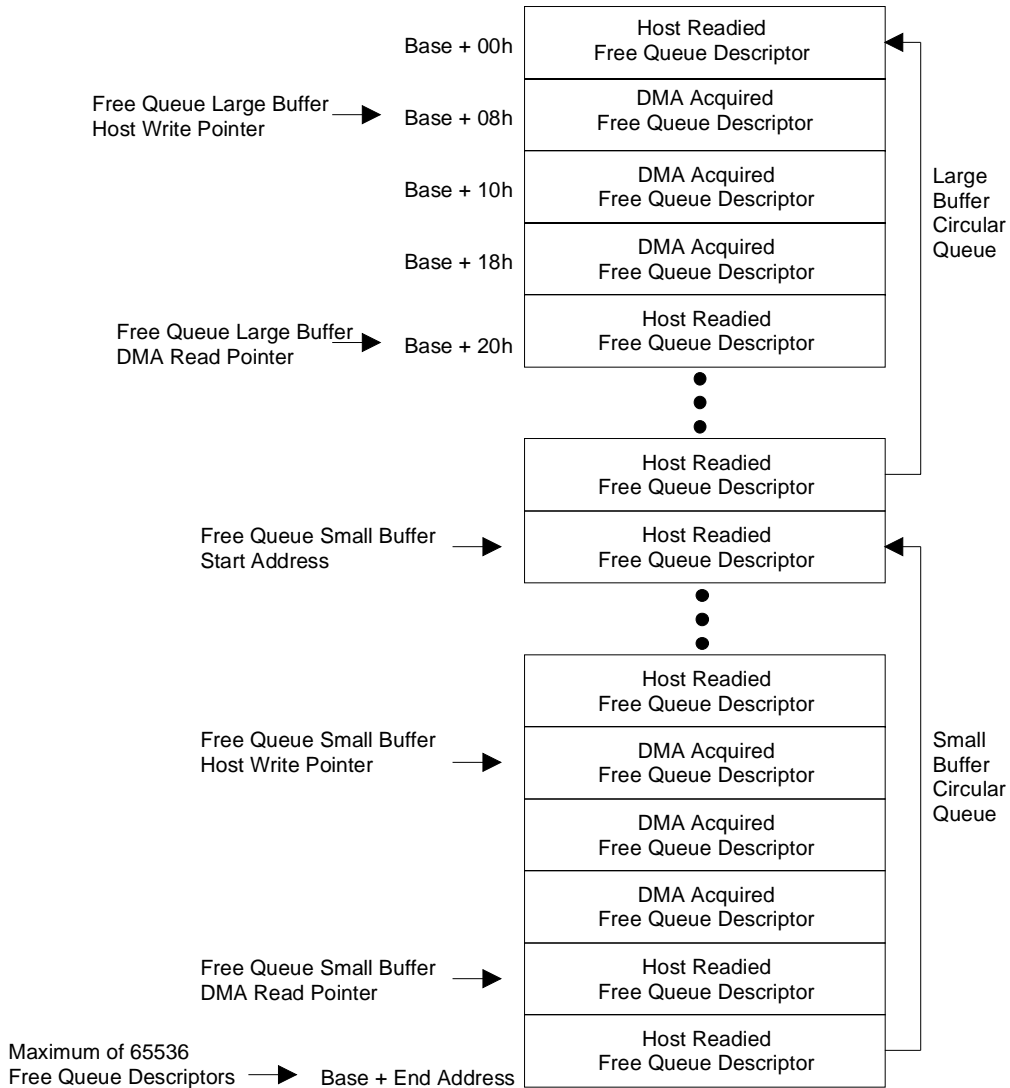 Base + 00h
Host Readied
Free Queue Descriptor
Free Queue Large Buffer
Host Write Pointer
Base + 08h
DMA Acquired
Free Queue Descriptor
Base + 10h
DMA Acquired
Free Queue Descriptor
Large
Buffer
Circular
Queue
Base + 18h
DMA Acquired
Free Queue Descriptor
Free Queue Large Buffer
DMA Read Pointer
Base + 20h
Host Readied
Free Queue Descriptor
Host Readied
Free Queue Descriptor
Free Queue Small Buffer
Start Address
Host Readied
Free Queue Descriptor
Host Readied
Free Queue Descriptor
Free Queue Small Buffer
Host Write Pointer
DMA Acquired
Free Queue Descriptor
Small
Buffer
Circular
Queue
DMA Acquired
Free Queue Descriptor
DMA Acquired
Free Queue Descriptor
Free Queue Small Buffer
DMA Read Pointer
Host Readied
Free Queue Descriptor
Maximum of 65536
Free Queue Descriptors
Base + End Address
Host Readied
Free Queue Descriptor